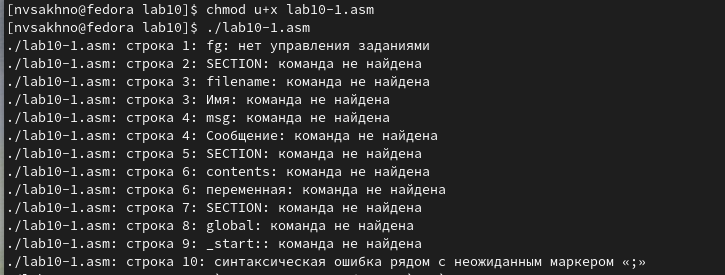 [nvsakhno@fedora lab10]$ chmod u+x lab10-1.asm
[nvsakhno@fedora lab10]$ ./lab10-1.asm
./lab10-1.asm: строка 1: fg: нет управления заданиями
./lab10-1.asm: строка 2: SECTION: команда не найдена
./lab10-1.asm: строка 3: filename: команда не найдена
./lab10-1.asm: строка 3: Имя: команда не найдена
./lab10-1.asm: строка 4: msg: команда не найдена
./lab10-1.asm: строка 4: Сообщение: команда не найдена
./lab10-1.asm: строка 5: SECTION: команда не найдена
./lab10-1.asm: строка 6: contents: команда не найдена
./lab10-1.asm: строка 6: переменная: команда не найдена
./lab10-1.asm: строка 7: SECTION: команда не найдена
./lab10-1.asm: строка 8: global: команда не найдена
./lab10-1.asm: строка 9: _start:: команда не найдена
./lab10-1.asm: строка 10: синтаксическая ошибка рядом с неожиданным маркером «;»